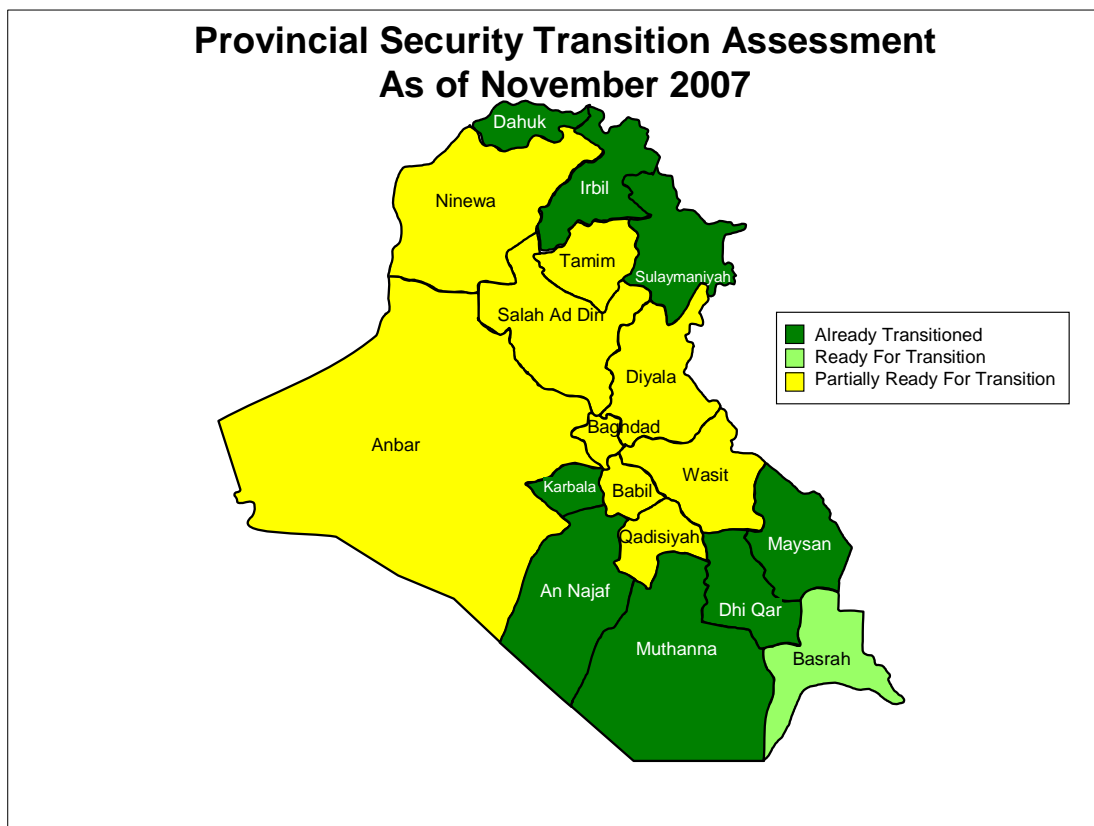 Provincial Security Transition Assessment
As of November 2007
Dahuk
Irbil
Ninewa
Tamim
Sulaymaniyah
Salah Ad Din
Already Transitioned
Ready For Transition
Partially Ready For Transition
Diyala
Baghdad
Anbar
Wasit
Karbala
Babil
Qadisiyah
Maysan
An Najaf
Dhi Qar
Muthanna
Basrah